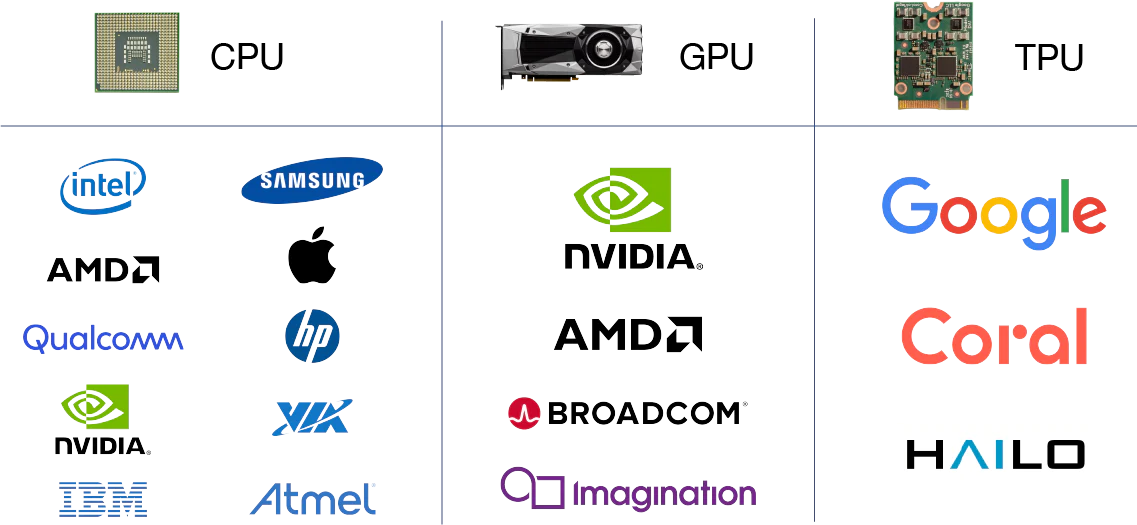 CPU
GPU
TPU
intel
SAMSUNG
AMD
Qualcomm
hp
NVIDIA
VIA
IBM
Atmel
NVIDIA
AMD
BROADCOM
Imagination
Google
Coral
HAILO